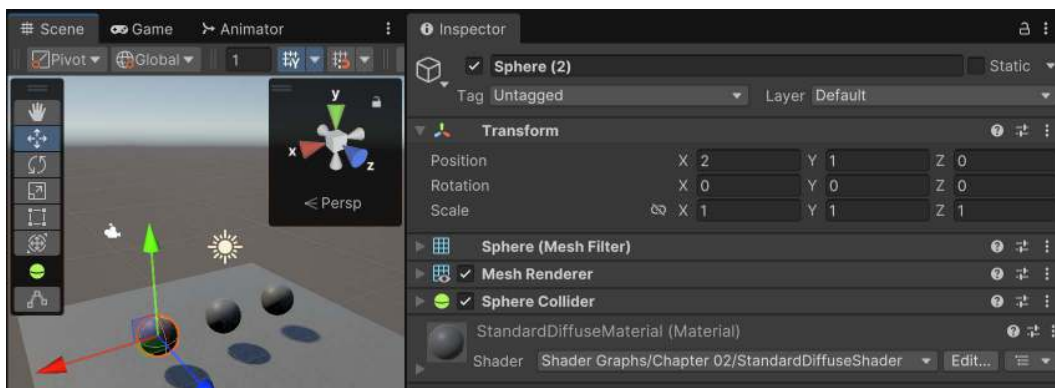 Scene Game Animator
Pivot Global 1
y
x
z
Persp
Inspector
Sphere (2) Static
Tag Untagged Layer Default
Transform
Position X 2 Y 1 Z 0
Rotation X 0 Y 0 Z 0
Scale X 1 Y 1 Z 1
Sphere (Mesh Filter)
Mesh Renderer
Sphere Collider
StandardDiffuseMaterial (Material)
Shader Shader Graphs/Chapter 02/StandardDiffuseShader Edit...